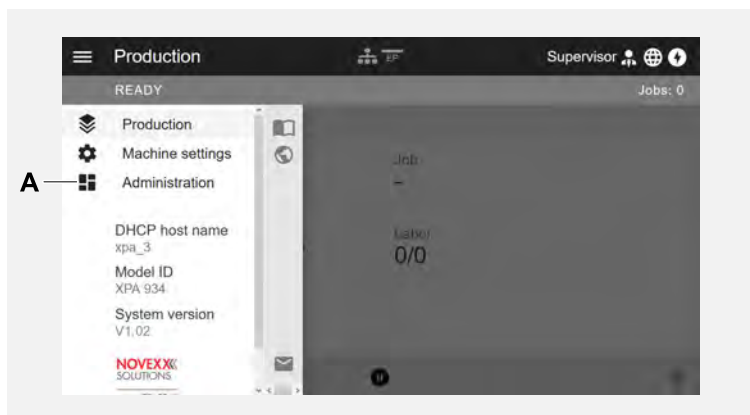 Production
EP
Supervisor
READY
Jobs: 0
Production
Machine settings
A
Administration
DHCP host name
xpa_3
Model ID
XPA 934
System version
V1.02
NOVEXX
SOLUTIONS
Job
-
0/0